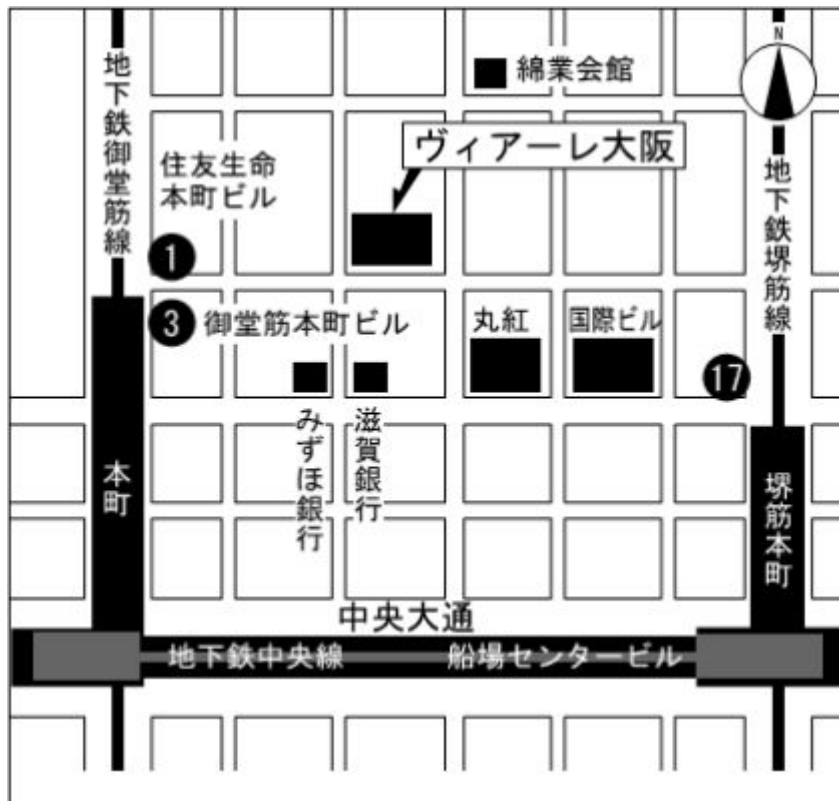 地下鉄御堂筋線
綿業会館
N
ヴィアーレ大阪
住友生命
本町ビル
地下鉄堺筋線
1
3
御堂筋本町ビル
丸紅
国際ビル
17
みずほ銀行
滋賀銀行
本町
堺筋本町
中央大通
地下鉄中央線
船場センタービル